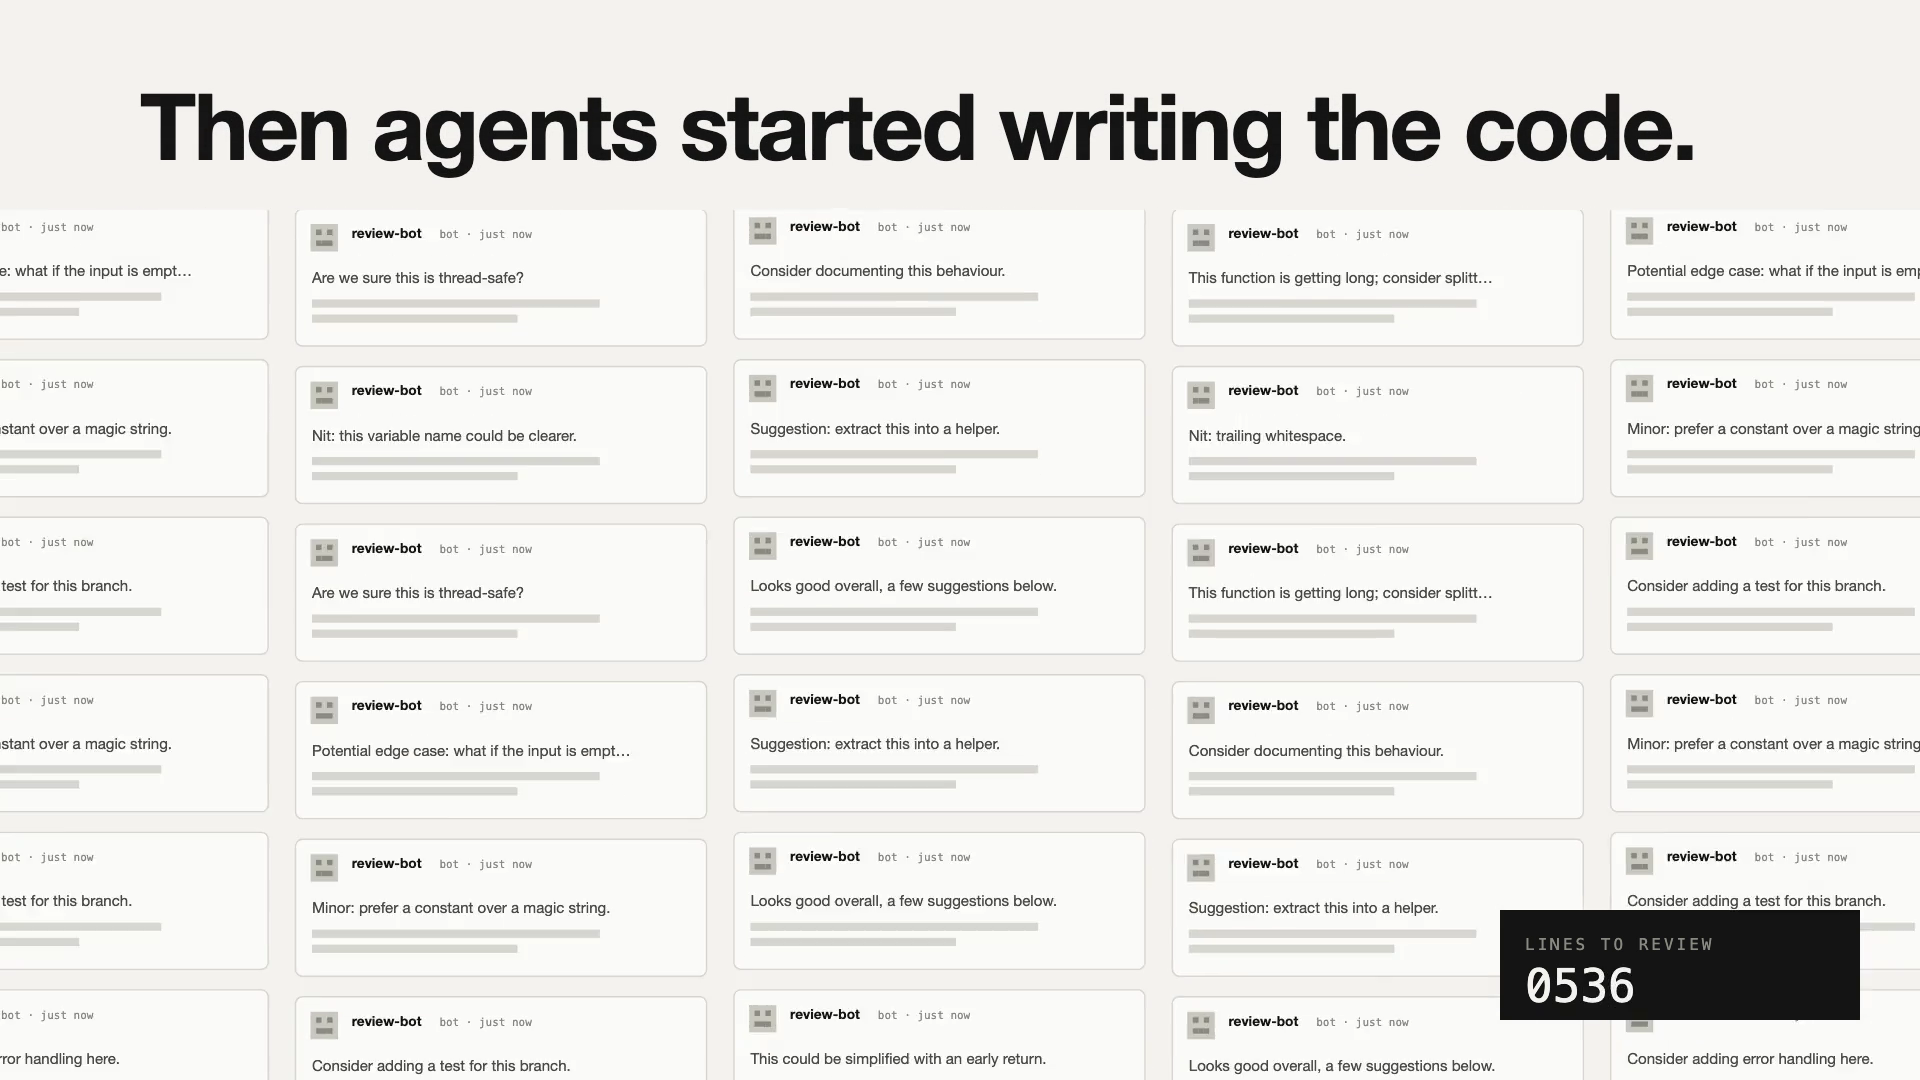 Then agents started writing the code.
bot · just now
e: what if the input is empt…
bot · just now
stant over a magic string.
bot · just now
test for this branch.
bot · just now
stant over a magic string.
bot · just now
test for this branch.
bot · just now
rror handling here.
review-bot bot · just now
Are we sure this is thread-safe?
review-bot bot · just now
Nit: this variable name could be clearer.
review-bot bot · just now
Are we sure this is thread-safe?
review-bot bot · just now
Potential edge case: what if the input is empt…
review-bot bot · just now
Minor: prefer a constant over a magic string.
review-bot bot · just now
Consider adding a test for this branch.
review-bot bot · just now
Consider documenting this behaviour.
review-bot bot · just now
Suggestion: extract this into a helper.
review-bot bot · just now
Looks good overall, a few suggestions below.
review-bot bot · just now
Suggestion: extract this into a helper.
review-bot bot · just now
Looks good overall, a few suggestions below.
review-bot bot · just now
This could be simplified with an early return.
review-bot bot · just now
This function is getting long; consider splitt…
review-bot bot · just now
Nit: trailing whitespace.
review-bot bot · just now
This function is getting long; consider splitt…
review-bot bot · just now
Consider documenting this behaviour.
review-bot bot · just now
Suggestion: extract this into a helper.
review-bot bot · just now
Looks good overall, a few suggestions below.
review-bot bot · just now
Potential edge case: what if the input is emp
review-bot bot · just now
Minor: prefer a constant over a magic string
review-bot bot · just now
Consider adding a test for this branch.
review-bot bot · just now
Minor: prefer a constant over a magic string
review-bot bot · just now
Consider adding a test for this branch.
Consider adding error handling here.
LINES TO REVIEW
0536